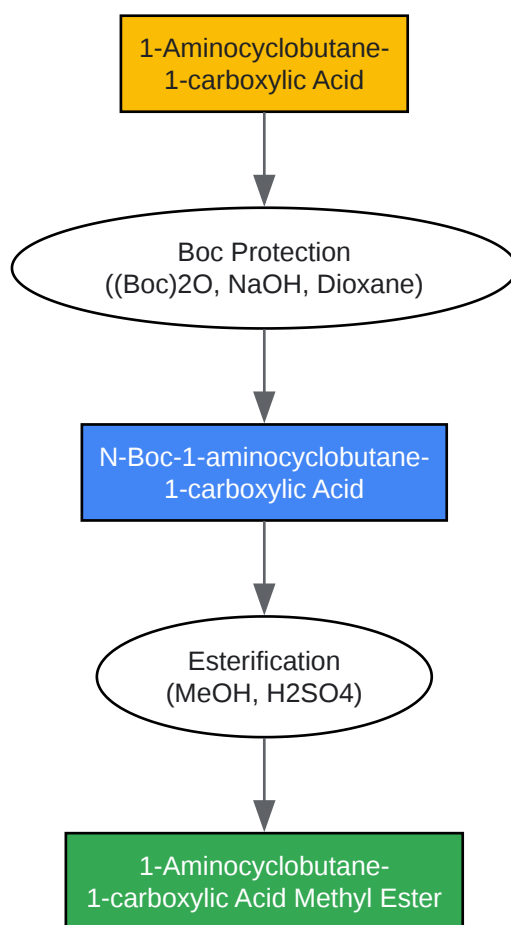 1-Aminocyclobutane-
1-carboxylic Acid
Boc Protection
((Boc)2O, NaOH, Dioxane)
N-Boc-1-aminocyclobutane-
1-carboxylic Acid
Esterification
(MeOH, H2SO4)
1-Aminocyclobutane-
1-carboxylic Acid Methyl Ester